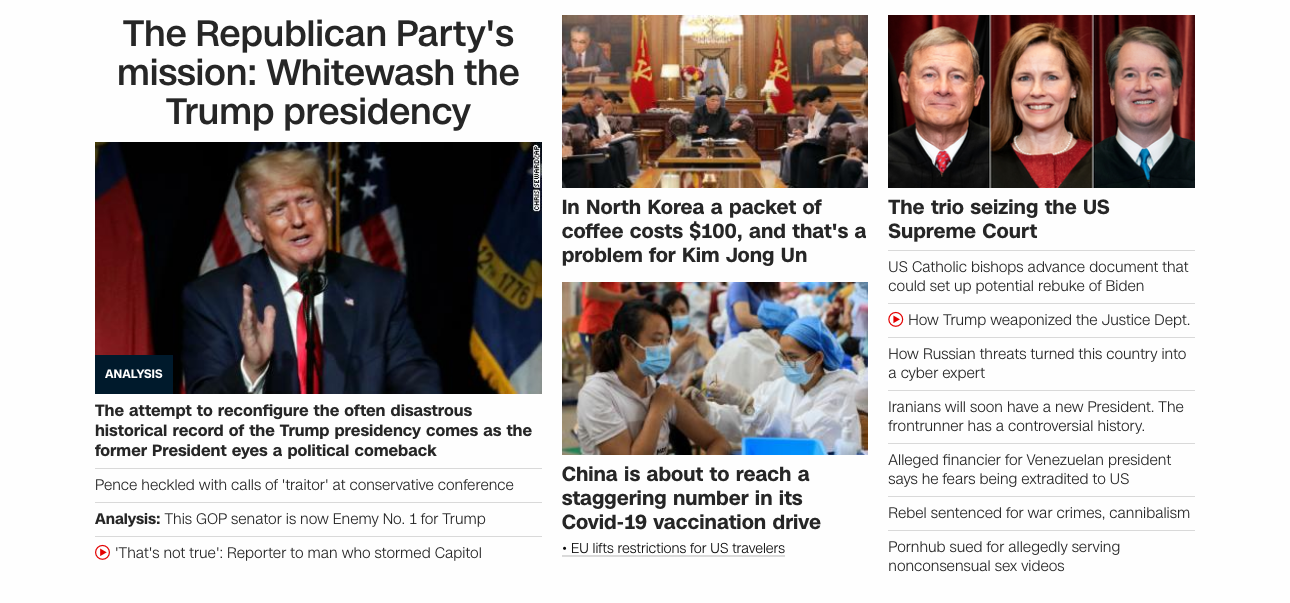 The Republican Party's
mission: Whitewash the
Trump presidency
CHRIS SEWARD/AP
12TH 1776
ANALYSIS
The attempt to reconfigure the often disastrous
historical record of the Trump presidency comes as the
former President eyes a political comeback
Pence heckled with calls of 'traitor' at conservative conference
Analysis: This GOP senator is now Enemy No. 1 for Trump
'That's not true': Reporter to man who stormed Capitol
In North Korea a packet of
coffee costs $100, and that's a
problem for Kim Jong Un
China is about to reach a
staggering number in its
Covid-19 vaccination drive
• EU lifts restrictions for US travelers
The trio seizing the US
Supreme Court
US Catholic bishops advance document that
could set up potential rebuke of Biden
How Trump weaponized the Justice Dept.
How Russian threats turned this country into
a cyber expert
Iranians will soon have a new President. The
frontrunner has a controversial history.
Alleged financier for Venezuelan president
says he fears being extradited to US
Rebel sentenced for war crimes, cannibalism
Pornhub sued for allegedly serving
nonconsensual sex videos